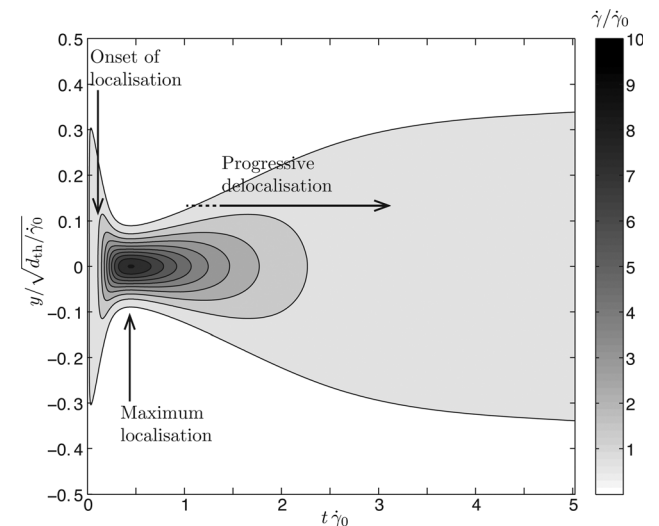 γ̇/γ̇₀
0.5
0.4
0.3
0.2
0.1
0
−0.1
−0.2
−0.3
−0.4
−0.5
y/√(d_th/γ̇₀)
Onset of
localisation
Progressive
delocalisation
Maximum
localisation
0 1 2 3 4 5
t γ̇₀
10
9
8
7
6
5
4
3
2
1